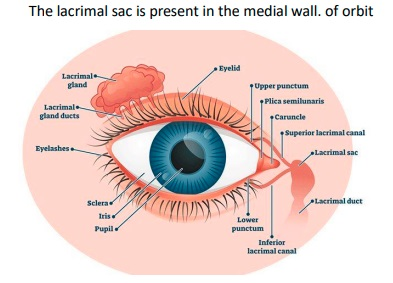 The lacrimal sac is present in the medial wall. of orbit
Eyelid
Lacrimal
gland
Upper punctum
Plica semilunaris
Lacrimal
gland ducts
Caruncle
Superior lacrimal canal
Eyelashes
Lacrimal sac
Sclera
Iris
Pupil
Lacrimal duct
Lower
punctum
Inferior
lacrimal canal